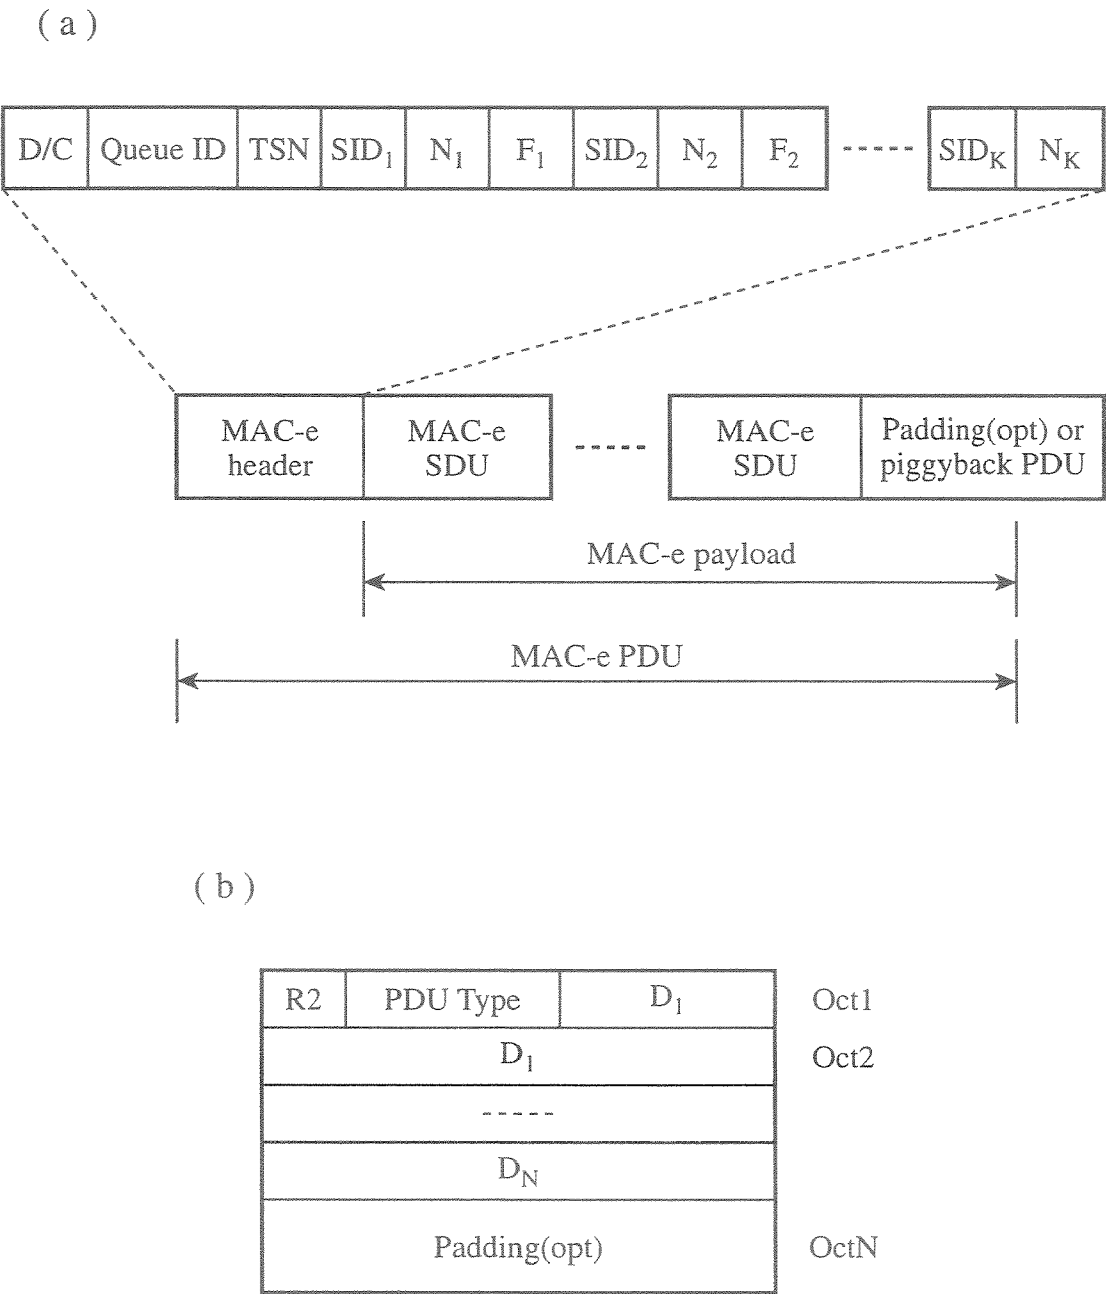 ( a )
D/C Queue ID TSN SID1 N1 F1 SID2 N2 F2 ----- SIDK NK
MAC-e header MAC-e SDU ----- MAC-e SDU Padding(opt) or piggyback PDU
MAC-e payload
MAC-e PDU
( b )
R2 PDU Type D1 Oct1
D1 Oct2
-----
DN
Padding(opt) OctN